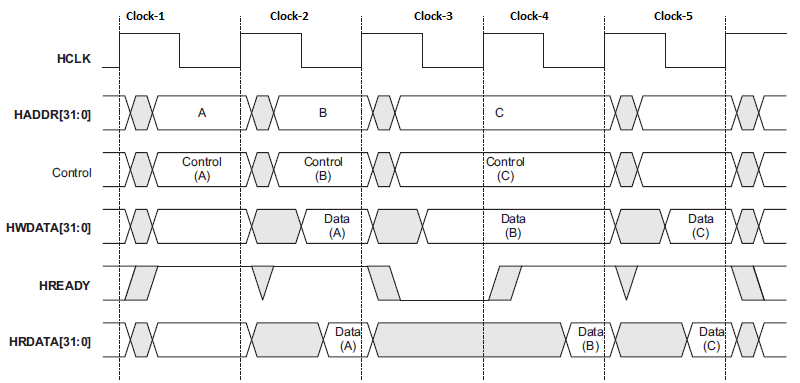 Clock-1 Clock-2 Clock-3 Clock-4 Clock-5
HCLK
HADDR[31:0] A B C
Control Control Control Control
(A) (B) (C)
HWDATA[31:0] Data Data Data
(A) (B) (C)
HREADY
HRDATA[31:0] Data Data Data
(A) (B) (C)